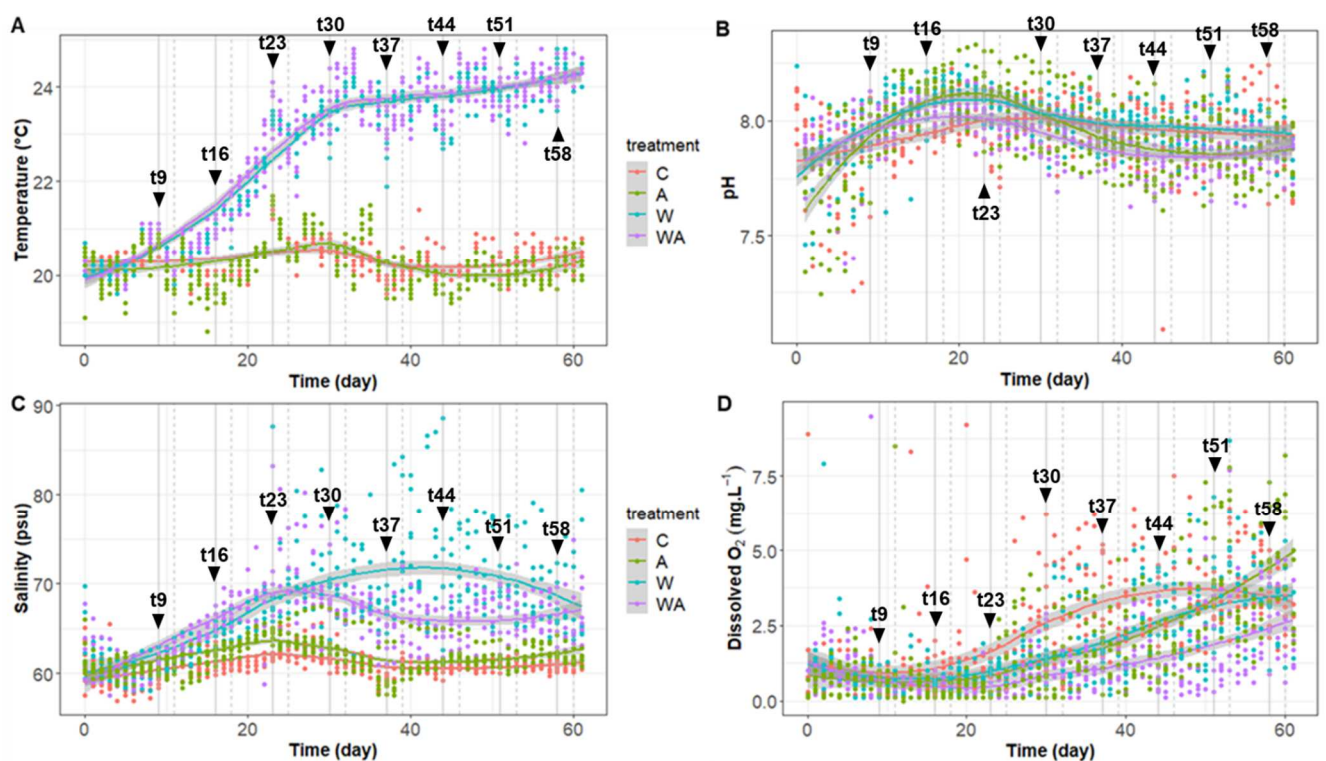 A
t9
t16
t23
t30
t37
t44
t51
t58
24
22
20
Temperature (°C)
0
20
40
60
Time (day)
treatment
C
A
W
WA
B
t9
t16
t23
t30
t37
t44
t51
t58
8.0
7.5
pH
0
20
40
60
Time (day)
C
t9
t16
t23
t30
t37
t44
t51
t58
90
80
70
60
Salinity (psu)
0
20
40
60
Time (day)
treatment
C
A
W
WA
D
t9
t16
t23
t30
t37
t44
t51
t58
7.5
5.0
2.5
0.0
Dissolved O₂ (mg.L⁻¹)
0
20
40
60
Time (day)